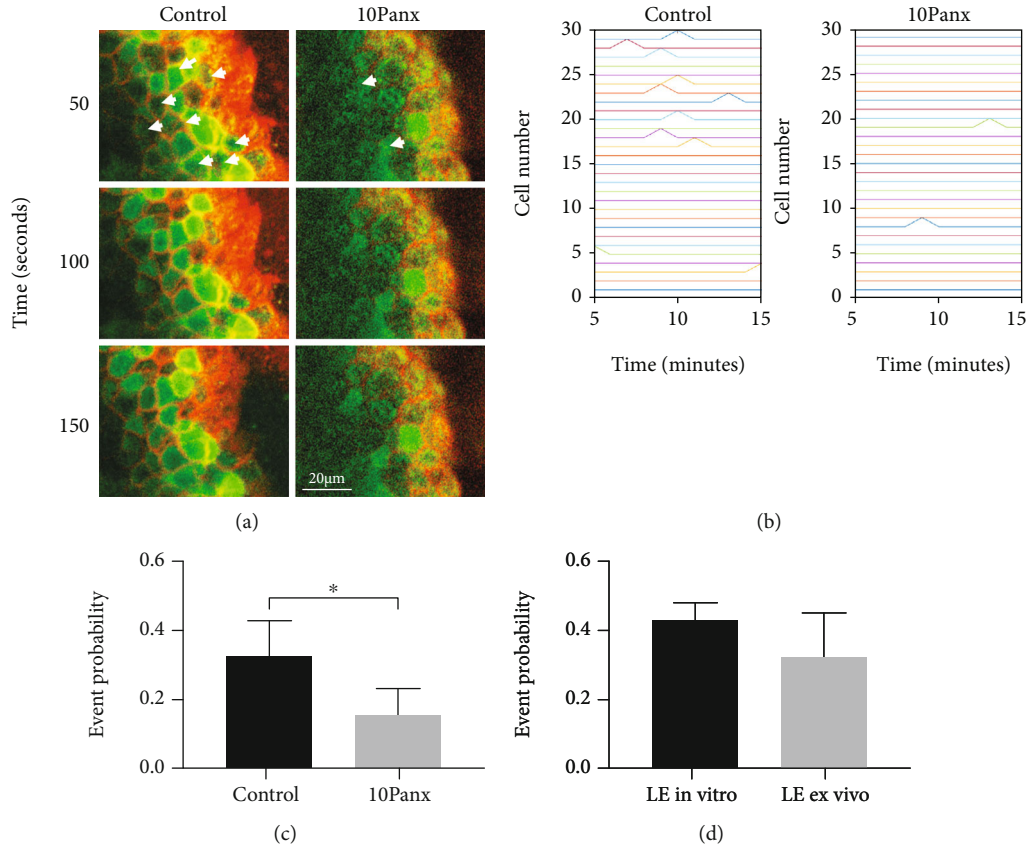 Control 10Panx
Time (seconds)
50
100
150
20μm
(a)
Control 10Panx
Cell number
30
25
20
15
10
5
0
5 10 15
Time (minutes)
Cell number
30
25
20
15
10
5
0
5 10 15
Time (minutes)
(b)
Event probability
0.6
0.4
0.2
0.0
*
Control 10Panx
(c)
Event probability
0.6
0.4
0.2
0.0
LE in vitro LE ex vivo
(d)